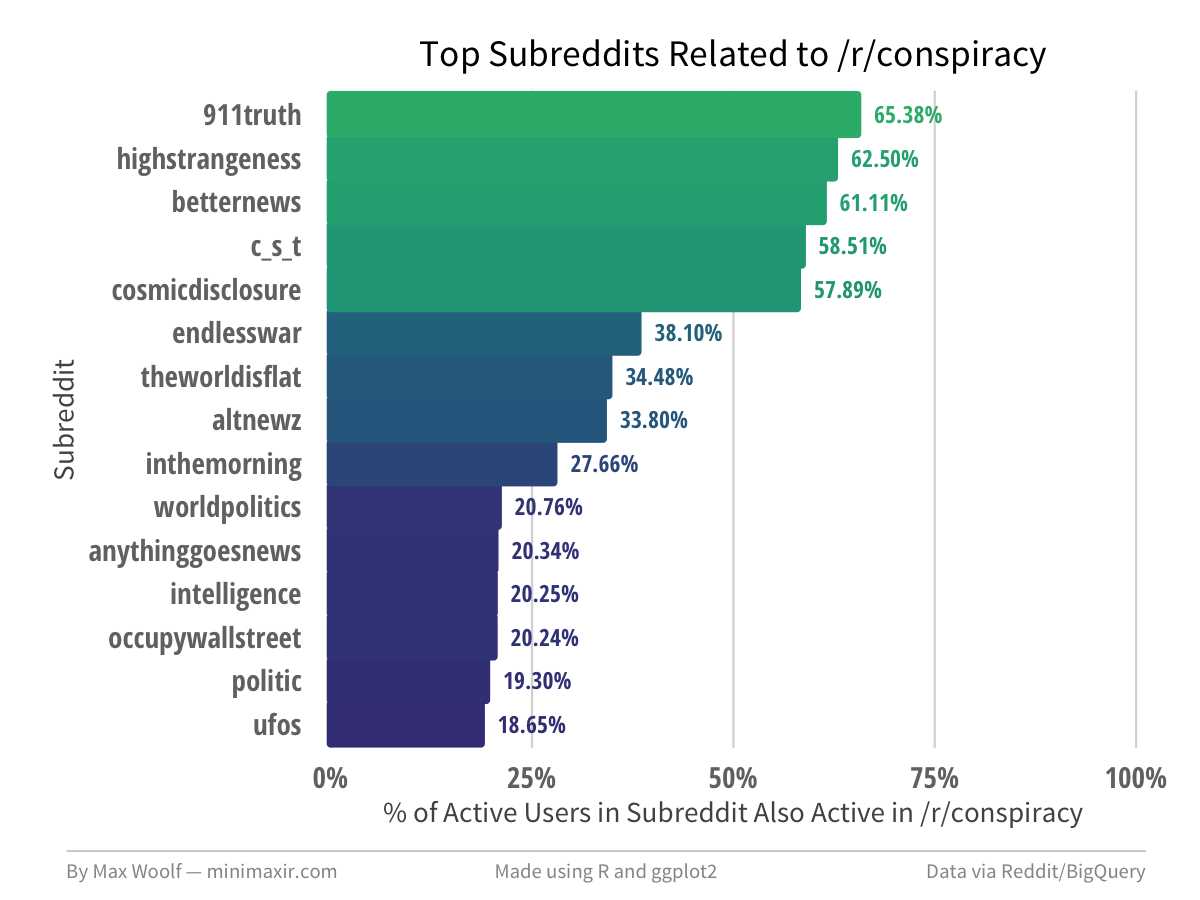 Top Subreddits Related to /r/conspiracy
911truth 65.38%
highstrangeness 62.50%
betternews 61.11%
c_s_t 58.51%
cosmicdisclosure 57.89%
endlesswar 38.10%
theworldisflat 34.48%
altnewz 33.80%
inthemorning 27.66%
worldpolitics 20.76%
anythinggoesnews 20.34%
intelligence 20.25%
occupywallstreet 20.24%
politic 19.30%
ufos 18.65%
Subreddit
0% 25% 50% 75% 100%
% of Active Users in Subreddit Also Active in /r/conspiracy
By Max Woolf — minimaxir.com
Made using R and ggplot2
Data via Reddit/BigQuery